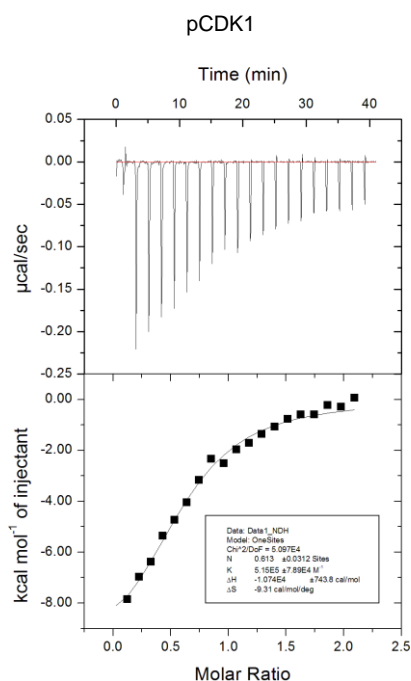 pCDK1
Time (min)
0 10 20 30 40
0.05
0.00
-0.05
-0.10
-0.15
-0.20
-0.25
µcal/sec
0.00
-2.00
-4.00
-6.00
-8.00
kcal mol⁻¹ of injectant
Data: Data1_NDH
Model: OneSites
Chi^2/DoF = 5.097E4
N 0.613 ±0.0312 Sites
K 5.15E5 ±7.89E4 M⁻¹
ΔH -1.074E4 ±743.8 cal/mol
ΔS -9.31 cal/mol/deg
0.0 0.5 1.0 1.5 2.0 2.5
Molar Ratio